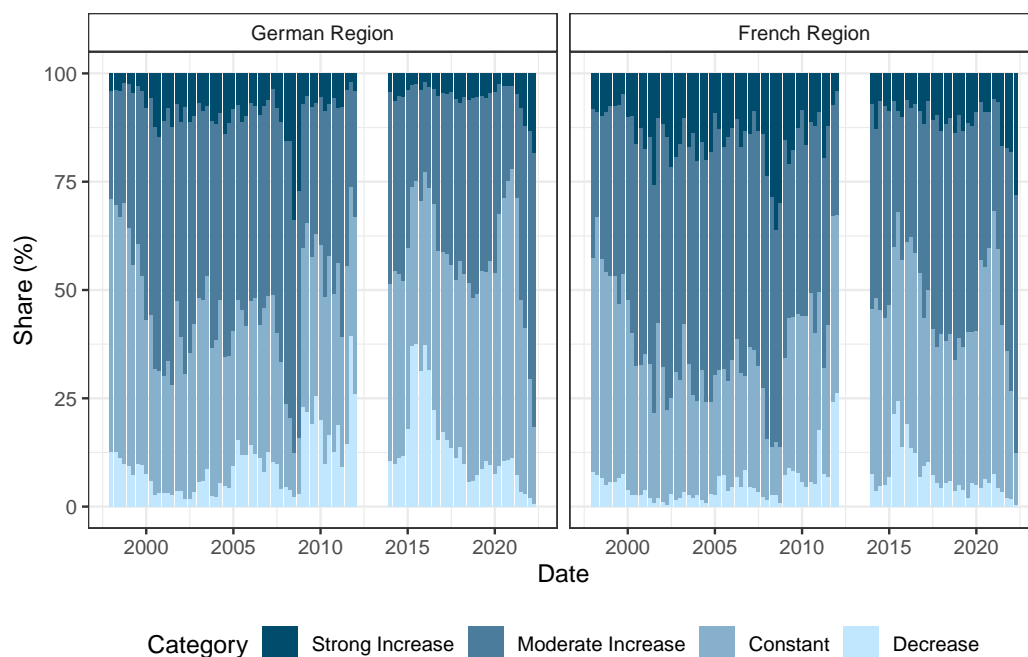 German Region French Region
100
75
50
25
0
Share (%)
2000 2005 2010 2015 2020 2000 2005 2010 2015 2020
Date
Category Strong Increase Moderate Increase Constant Decrease